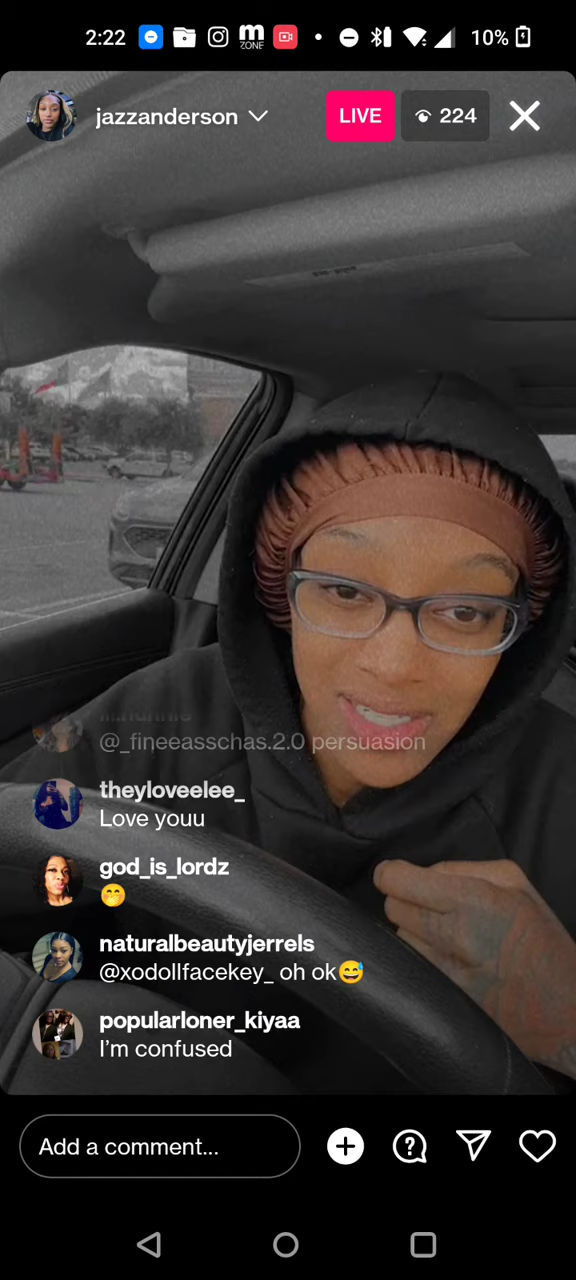 2:22
m
ZONE
10%
jazzanderson
LIVE
224
@_fineeasschas.2.0 persuasion
theyloveelee_
Love youu
god_is_lordz
🤭
naturalbeautyjerrels
@xodollfacekey_ oh ok😅
popularloner_kiyaa
I'm confused
Add a comment...